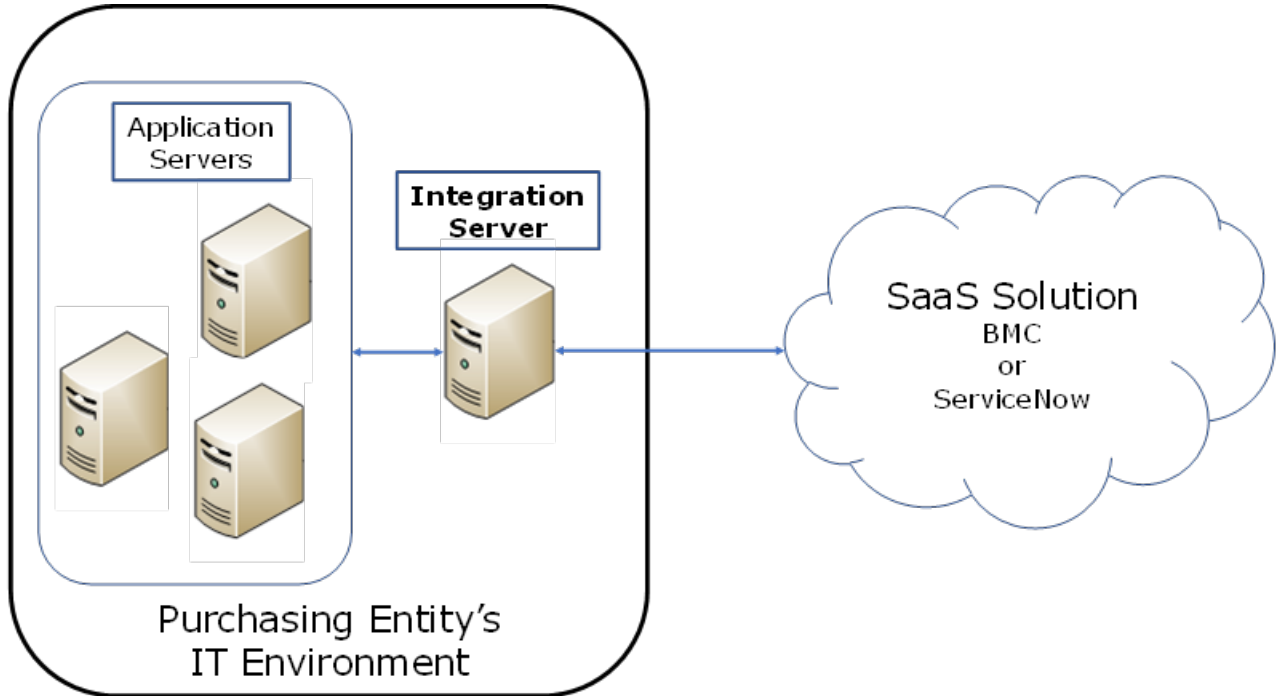 Application
Servers
Integration
Server
SaaS Solution
BMC
or
ServiceNow
Purchasing Entity’s
IT Environment